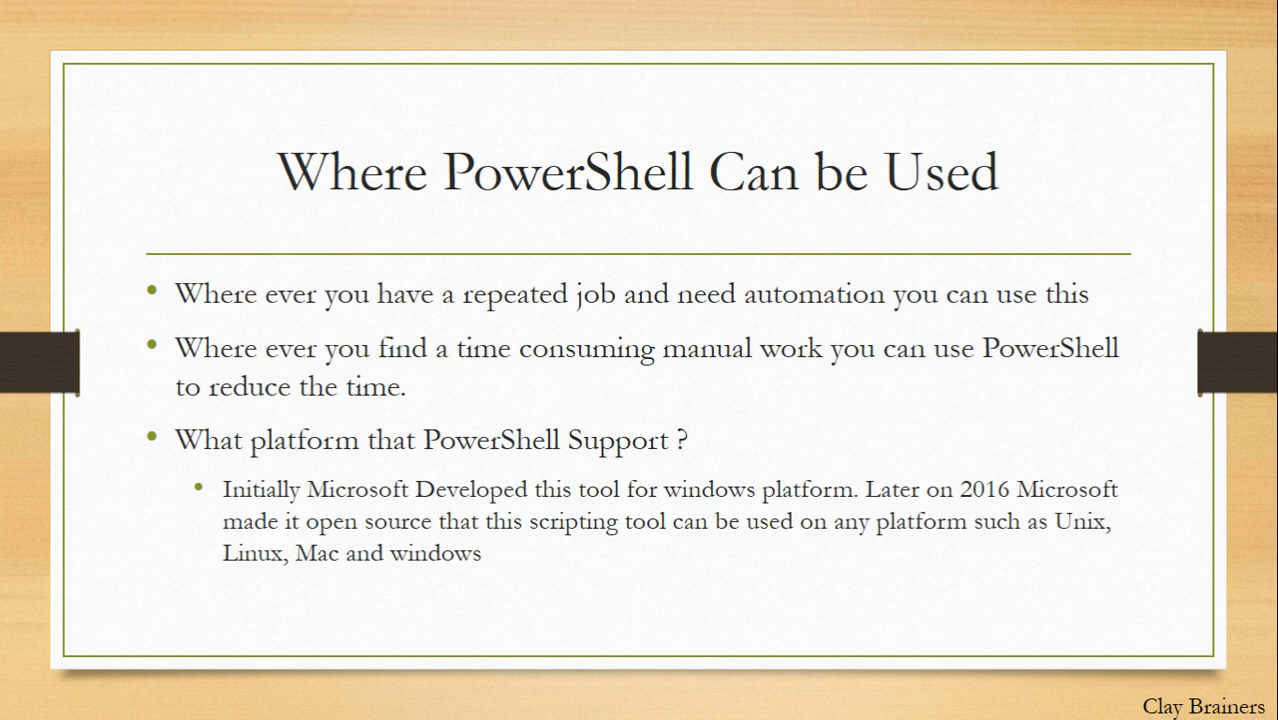 Where PowerShell Can be Used
• Where ever you have a repeated job and need automation you can use this
• Where ever you find a time consuming manual work you can use PowerShell
to reduce the time.
• What platform that PowerShell Support ?
• Initially Microsoft Developed this tool for windows platform. Later on 2016 Microsoft
made it open source that this scripting tool can be used on any platform such as Unix,
Linux, Mac and windows
Clay Brainers